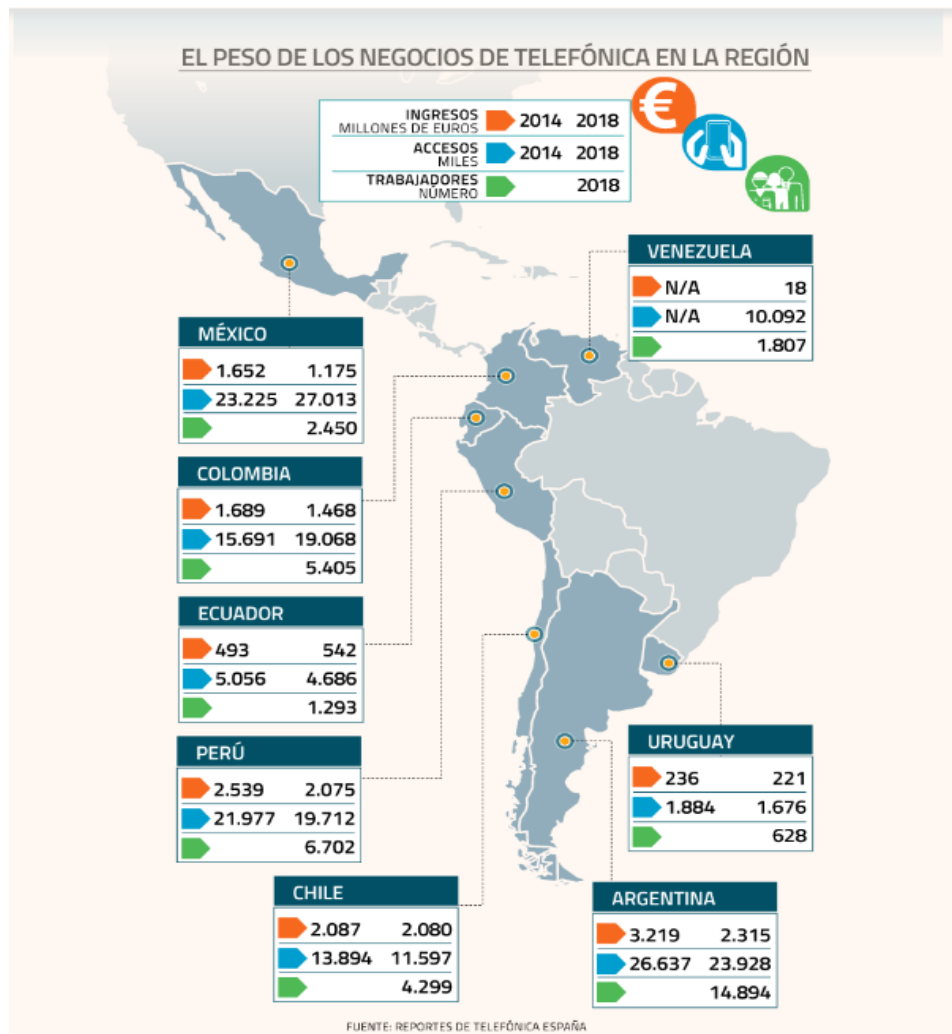 EL PESO DE LOS NEGOCIOS DE TELEFÓNICA EN LA REGIÓN
INGRESOS
MILLONES DE EUROS 2014 2018
ACCESOS
MILES 2014 2018
TRABAJADORES
NÚMERO 2018
€
VENEZUELA
N/A 18
N/A 10.092
1.807
MÉXICO
1.652 1.175
23.225 27.013
2.450
COLOMBIA
1.689 1.468
15.691 19.068
5.405
ECUADOR
493 542
5.056 4.686
1.293
PERÚ
2.539 2.075
21.977 19.712
6.702
URUGUAY
236 221
1.884 1.676
628
CHILE
2.087 2.080
13.894 11.597
4.299
ARGENTINA
3.219 2.315
26.637 23.928
14.894
FUENTE: REPORTES DE TELEFÓNICA ESPAÑA